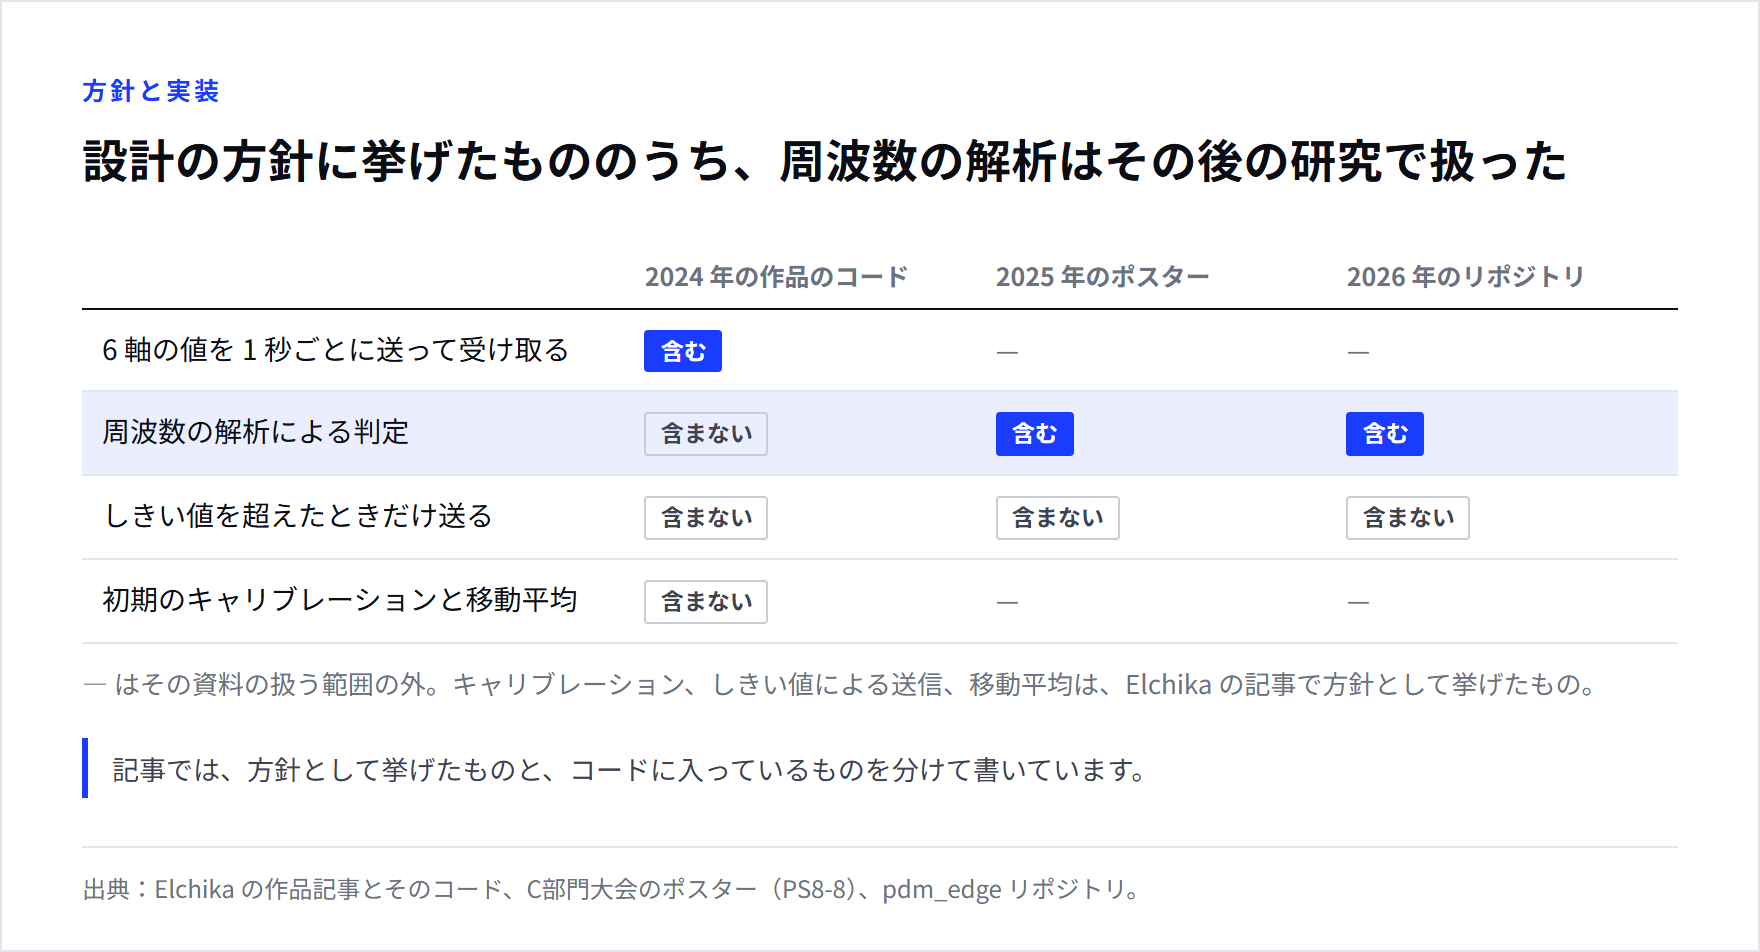 方針と実装
設計の方針に挙げたもののうち、周波数の解析はその後の研究で扱った
2024 年の作品のコード 2025 年のポスター 2026 年のリポジトリ
6 軸の値を 1 秒ごとに送って受け取る 含む — —
周波数の解析による判定 含まない 含む 含む
しきい値を超えたときだけ送る 含まない 含まない 含まない
初期のキャリブレーションと移動平均 含まない — —
— はその資料の扱う範囲の外。キャリブレーション、しきい値による送信、移動平均は、Elchika の記事で方針として挙げたもの。
記事では、方針として挙げたものと、コードに入っているものを分けて書いています。
出典：Elchika の作品記事とそのコード、C部門大会のポスター（PS8-8）、pdm_edge リポジトリ。